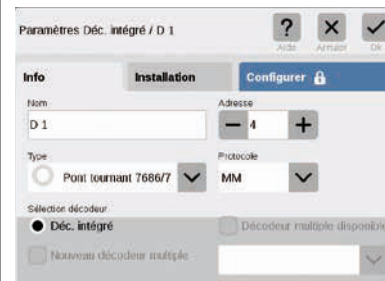 Paramètres Déc. intégré / D 1
? Aide
Annuler
Ok
Info
Installation
Configurer
Nom
Adresse
D 1
4
Type
Protocole
Pont tournant 7686/7
MM
Sélection décodeur
Déc. intégré
Décodeur multiple disponible
Nouveau décodeur multiple